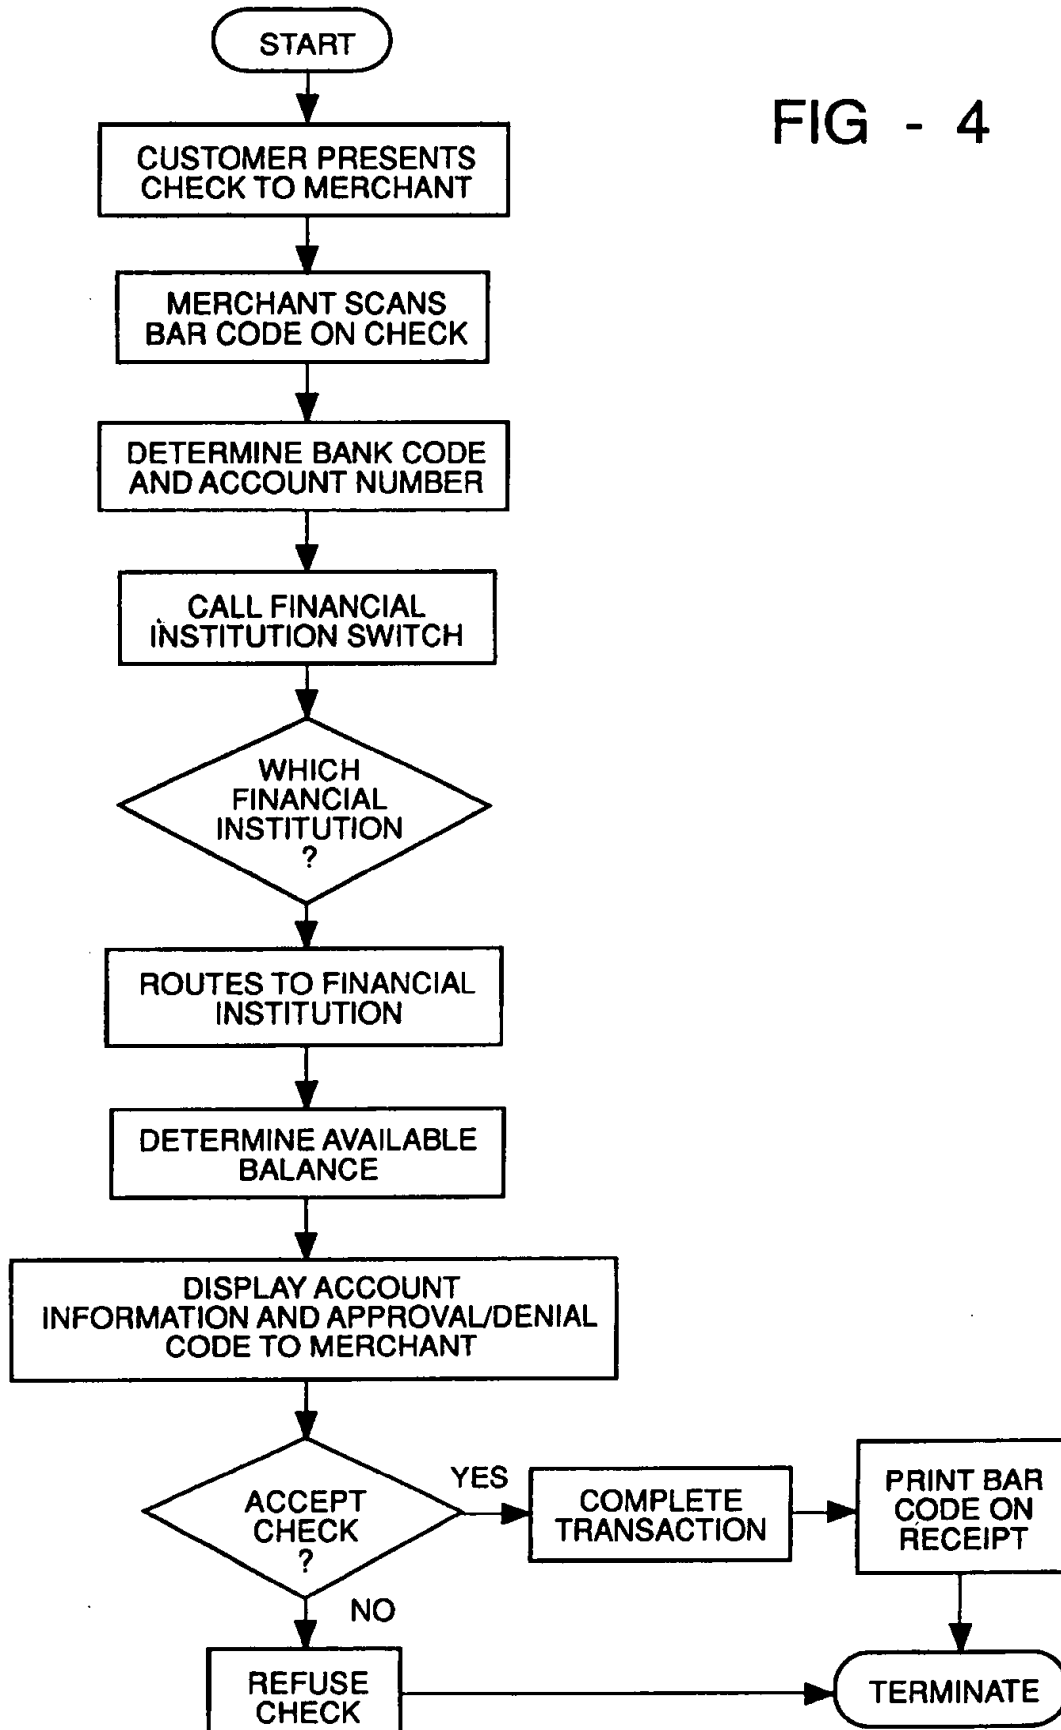 START
FIG - 4
CUSTOMER PRESENTS
CHECK TO MERCHANT
MERCHANT SCANS
BAR CODE ON CHECK
DETERMINE BANK CODE
AND ACCOUNT NUMBER
CALL FINANCIAL
INSTITUTION SWITCH
WHICH
FINANCIAL
INSTITUTION
?
ROUTES TO FINANCIAL
INSTITUTION
DETERMINE AVAILABLE
BALANCE
DISPLAY ACCOUNT
INFORMATION AND APPROVAL/DENIAL
CODE TO MERCHANT
ACCEPT
CHECK
?
YES
COMPLETE
TRANSACTION
PRINT BAR
CODE ON
RECEIPT
NO
REFUSE
CHECK
TERMINATE